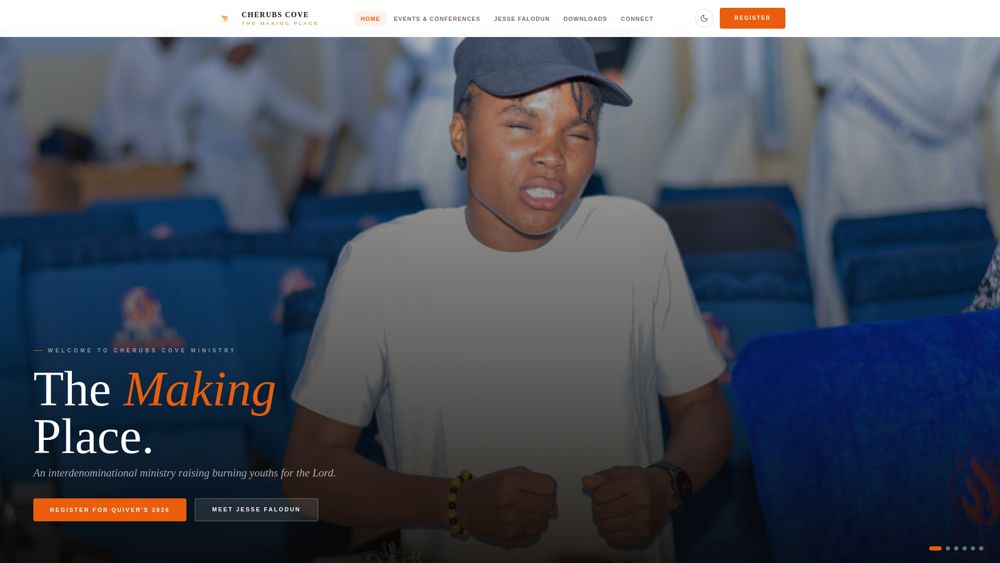 CHERUBS COVE
THE MAKING PLACE
HOME EVENTS & CONFERENCES JESSE FALODUN DOWNLOADS CONNECT
REGISTER
WELCOME TO CHERUBS COVE MINISTRY
The Making
Place.
An interdenominational ministry raising burning youths for the Lord.
REGISTER FOR QUIVER'S 2026
MEET JESSE FALODUN